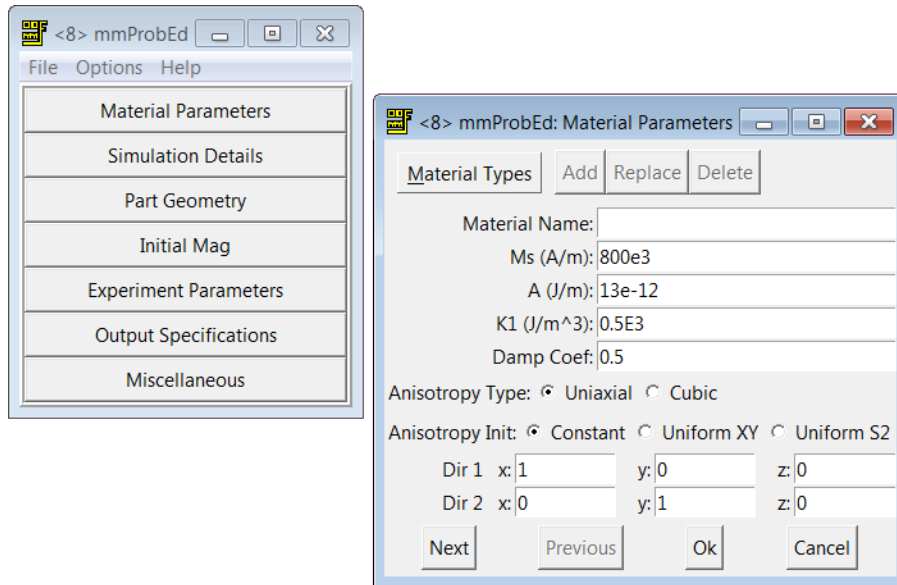 <8> mmProbEd
File Options Help
Material Parameters
Simulation Details
Part Geometry
Initial Mag
Experiment Parameters
Output Specifications
Miscellaneous
<8> mmProbEd: Material Parameters
Material Types Add Replace Delete
Material Name:
Ms (A/m): 800e3
A (J/m): 13e-12
K1 (J/m^3): 0.5E3
Damp Coef: 0.5
Anisotropy Type: Uniaxial Cubic
Anisotropy Init: Constant Uniform XY Uniform S2
Dir 1 x: 1 y: 0 z: 0
Dir 2 x: 0 y: 1 z: 0
Next Previous Ok Cancel